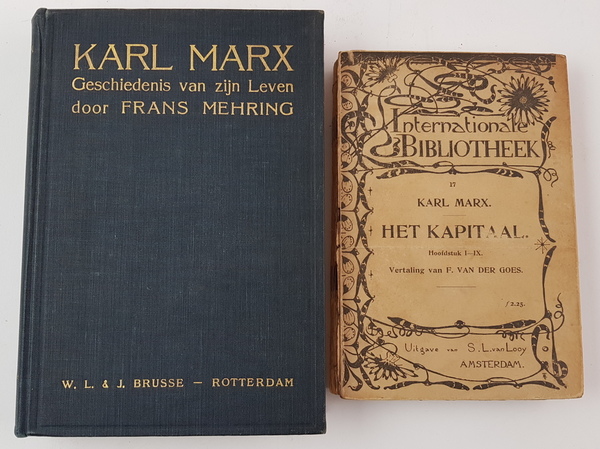 KARL MARX
Geschiedenis van zijn Leven
door FRANS MEHRING
W. L. & J. BRUSSE — ROTTERDAM
Internationale
BIBLIOTHEEK
17
KARL MARX.
HET KAPITAAL.
Hoofdstuk I—IX.
Vertaling van F. VAN DER GOES.
ƒ 2.25.
Uitgave van S. L. van Looy
AMSTERDAM.